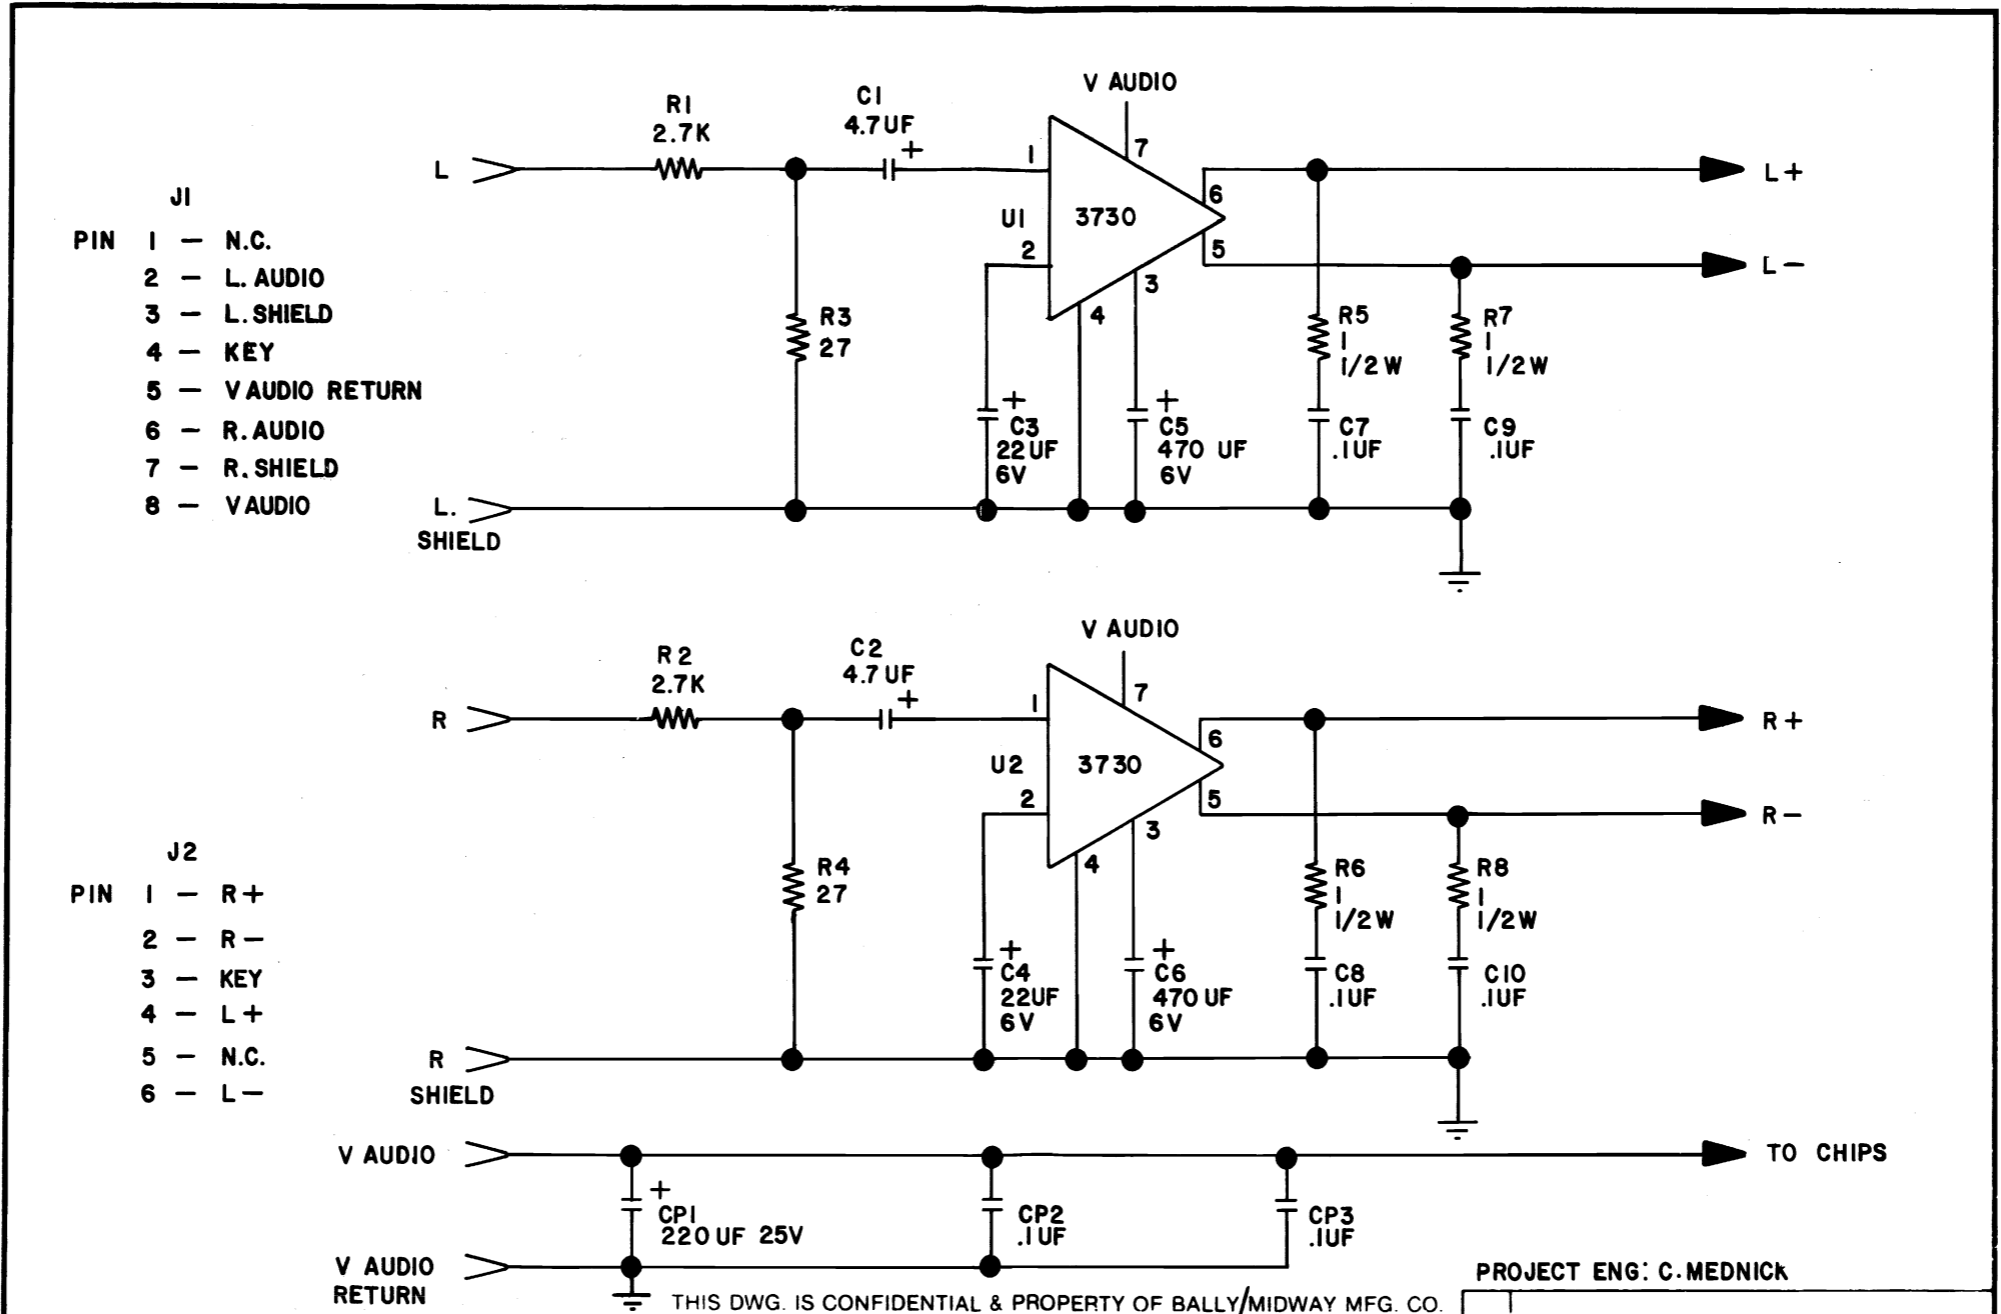 V AUDIO
R1
2.7K
C1
4.7UF
+
L
1
7
6
5
U1
3730
2
3
4
L+
L-
J1
PIN 1 - N.C.
2 - L. AUDIO
3 - L. SHIELD
4 - KEY
5 - V AUDIO RETURN
6 - R. AUDIO
7 - R. SHIELD
8 - V AUDIO
R3
27
R5
1
1/2W
R7
1
1/2W
+
C3
22UF
6V
+
C5
470 UF
6V
C7
.1UF
C9
.1UF
L.
SHIELD
V AUDIO
R2
2.7K
C2
4.7UF
+
R
1
7
6
5
U2
3730
2
3
4
R+
R-
J2
PIN 1 - R+
2 - R-
3 - KEY
4 - L+
5 - N.C.
6 - L-
R4
27
R6
1
1/2W
R8
1
1/2W
+
C4
22UF
6V
+
C6
470 UF
6V
C8
.1UF
C10
.1UF
R
SHIELD
V AUDIO
TO CHIPS
+
CP1
220UF 25V
CP2
.1UF
CP3
.1UF
V AUDIO
RETURN
PROJECT ENG: C. MEDNICK
THIS DWG. IS CONFIDENTIAL & PROPERTY OF BALLY/MIDWAY MFG. CO.